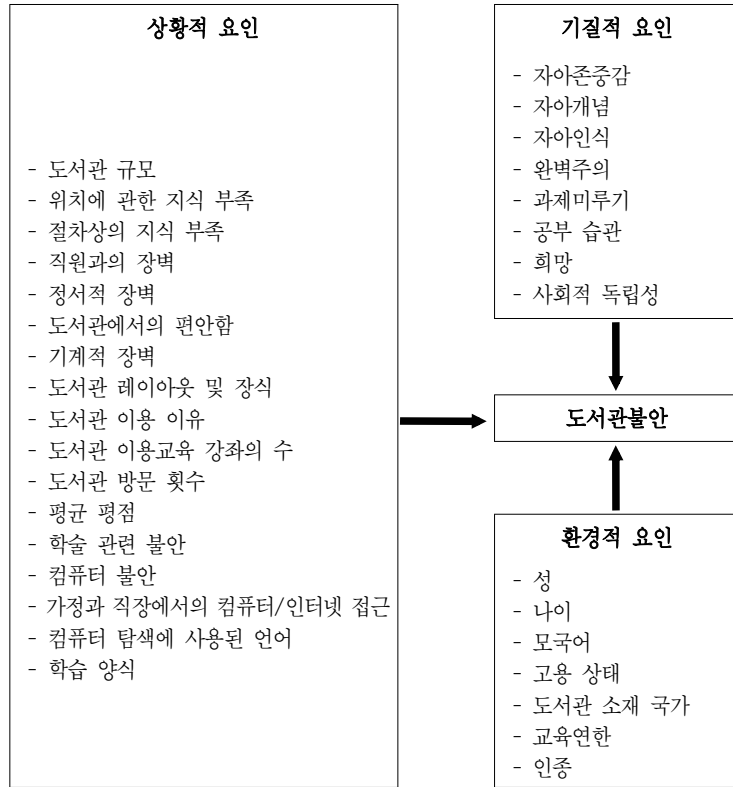 상황적 요인
- 도서관 규모
- 위치에 관한 지식 부족
- 절차상의 지식 부족
- 직원과의 장벽
- 정서적 장벽
- 도서관에서의 편안함
- 기계적 장벽
- 도서관 레이아웃 및 장식
- 도서관 이용 이유
- 도서관 이용교육 강좌의 수
- 도서관 방문 횟수
- 평균 평점
- 학술 관련 불안
- 컴퓨터 불안
- 가정과 직장에서의 컴퓨터/인터넷 접근
- 컴퓨터 탐색에 사용된 언어
- 학습 양식
기질적 요인
- 자아존중감
- 자아개념
- 자아인식
- 완벽주의
- 과제미루기
- 공부 습관
- 희망
- 사회적 독립성
도서관불안
환경적 요인
- 성
- 나이
- 모국어
- 고용 상태
- 도서관 소재 국가
- 교육연한
- 인종